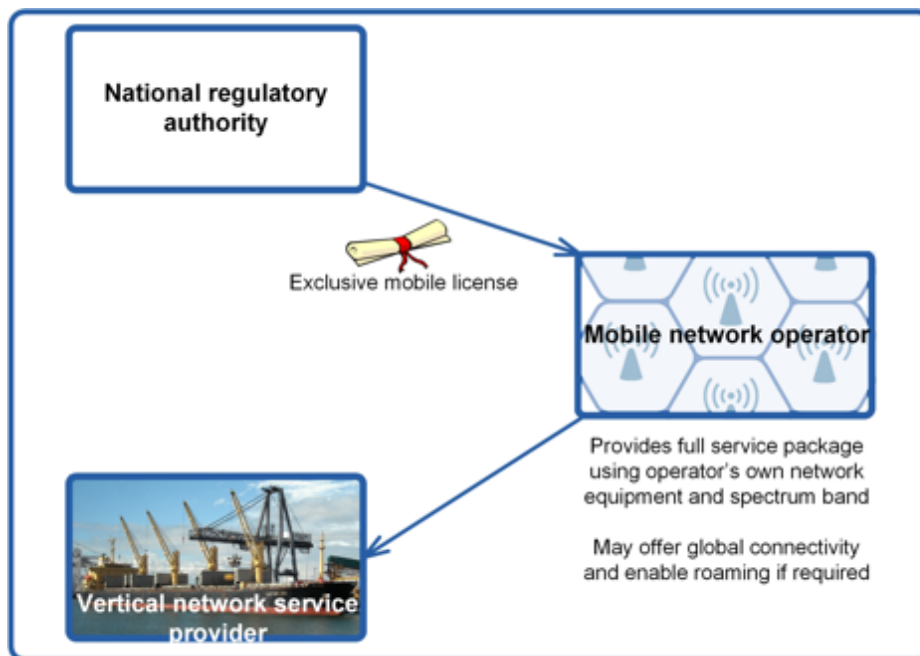 National regulatory
authority
Exclusive mobile license
Mobile network operator
Provides full service package
using operator's own network
equipment and spectrum band
May offer global connectivity
and enable roaming if required
Vertical network service
provider